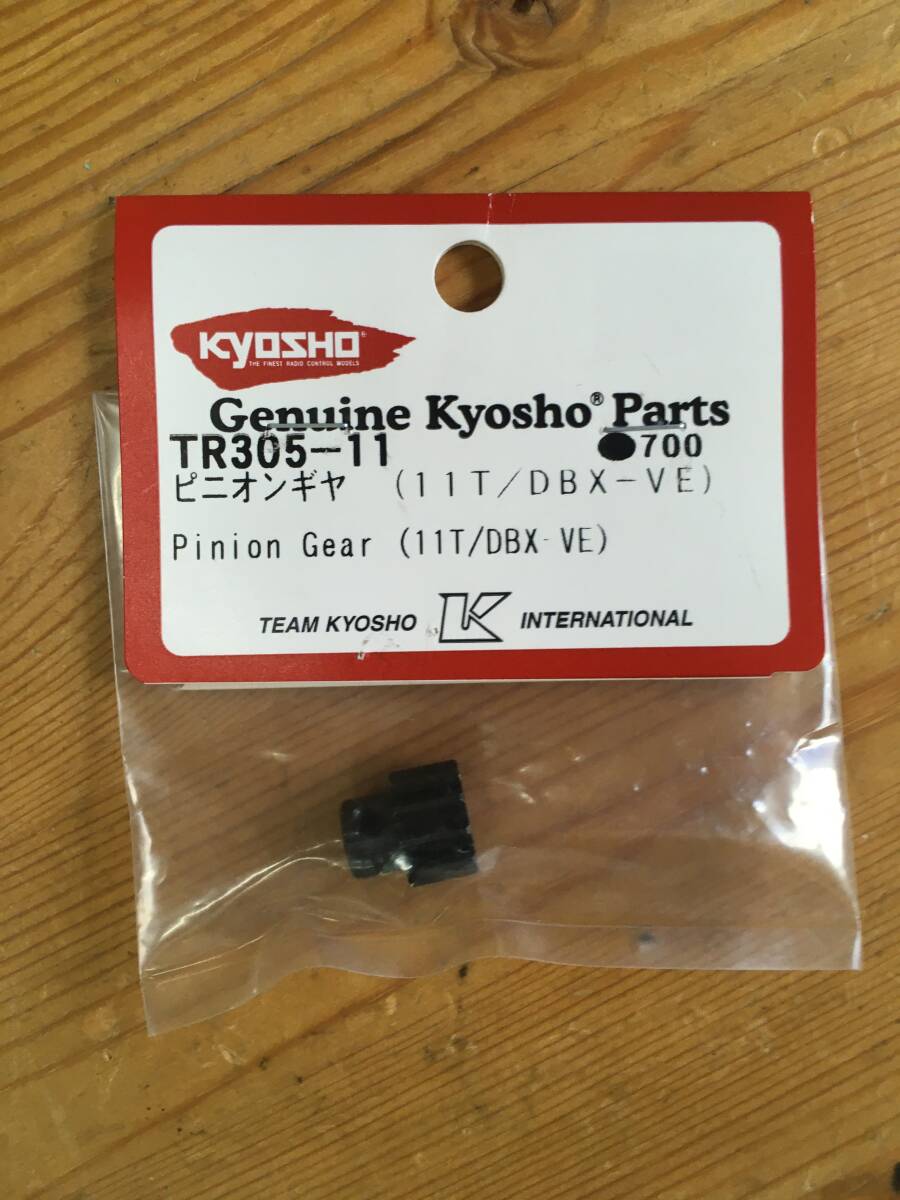 KYOSHO®
THE FINEST RADIO CONTROL MODELS
Genuine Kyosho® Parts
TR305-11 ●700
ピニオンギヤ (11T/DBX-VE)
Pinion Gear (11T/DBX-VE)
TEAM KYOSHO K INTERNATIONAL